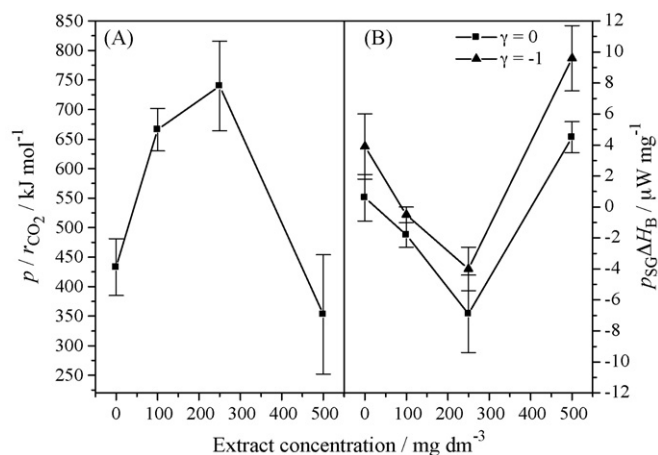 (A)
(B)
γ = 0
γ = -1
850
800
750
700
650
600
550
500
450
400
350
300
250
p / r_CO₂ / kJ mol⁻¹
12
10
8
6
4
2
0
-2
-4
-6
-8
-10
-12
p_SGΔH_B / µW mg⁻¹
0 100 200 300 400 500
0 100 200 300 400 500
Extract concentration / mg dm⁻³